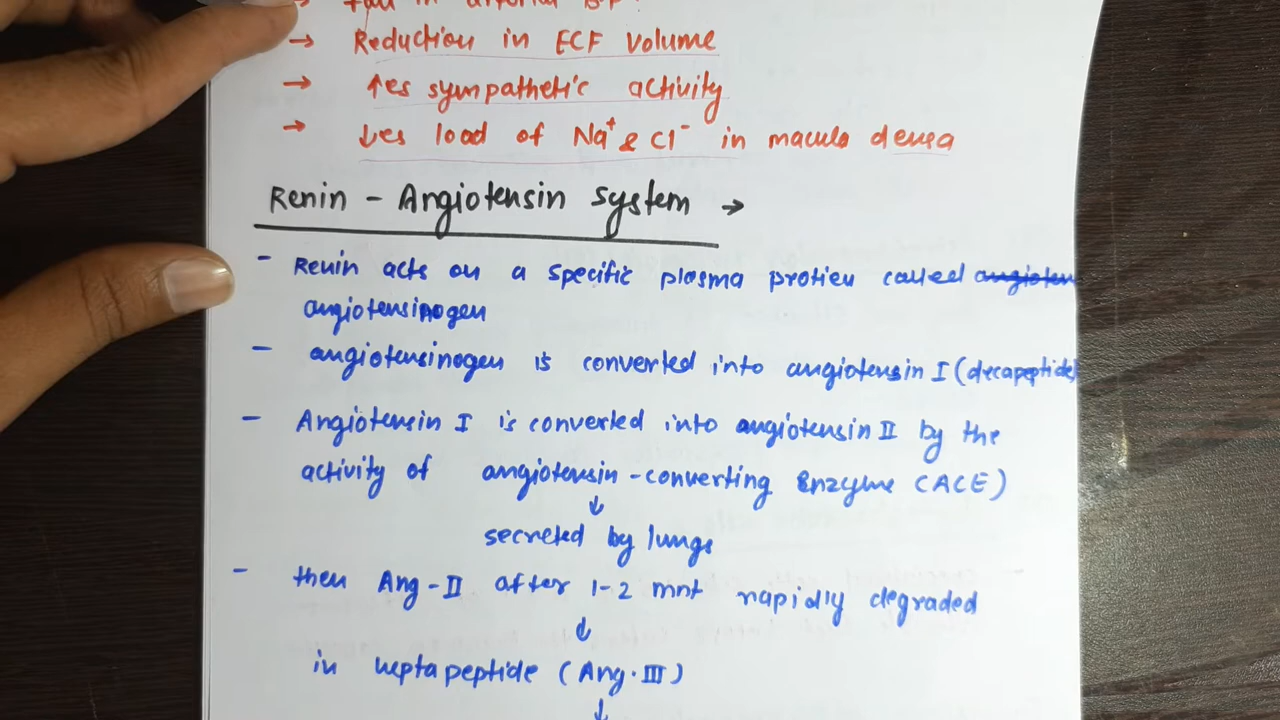 → Fall in arterial B.P.
→ Reduction in ECF volume
→ ↑es sympathetic activity
→ ↓es load of Na⁺ & Cl⁻ in macula densa
Renin - Angiotensin system →
- Renin acts on a specific plasma protien called angioten
angiotensinogen
- angiotensinogen is converted into angiotensin I (decapeptide)
- Angiotensin I is converted into angiotensin II by the
activity of angiotensin-converting Enzyme (ACE)
↓
secreted by lungs
- then Ang-II after 1-2 mnt rapidly degraded
↓
in heptapeptide (Ang.III)
↓